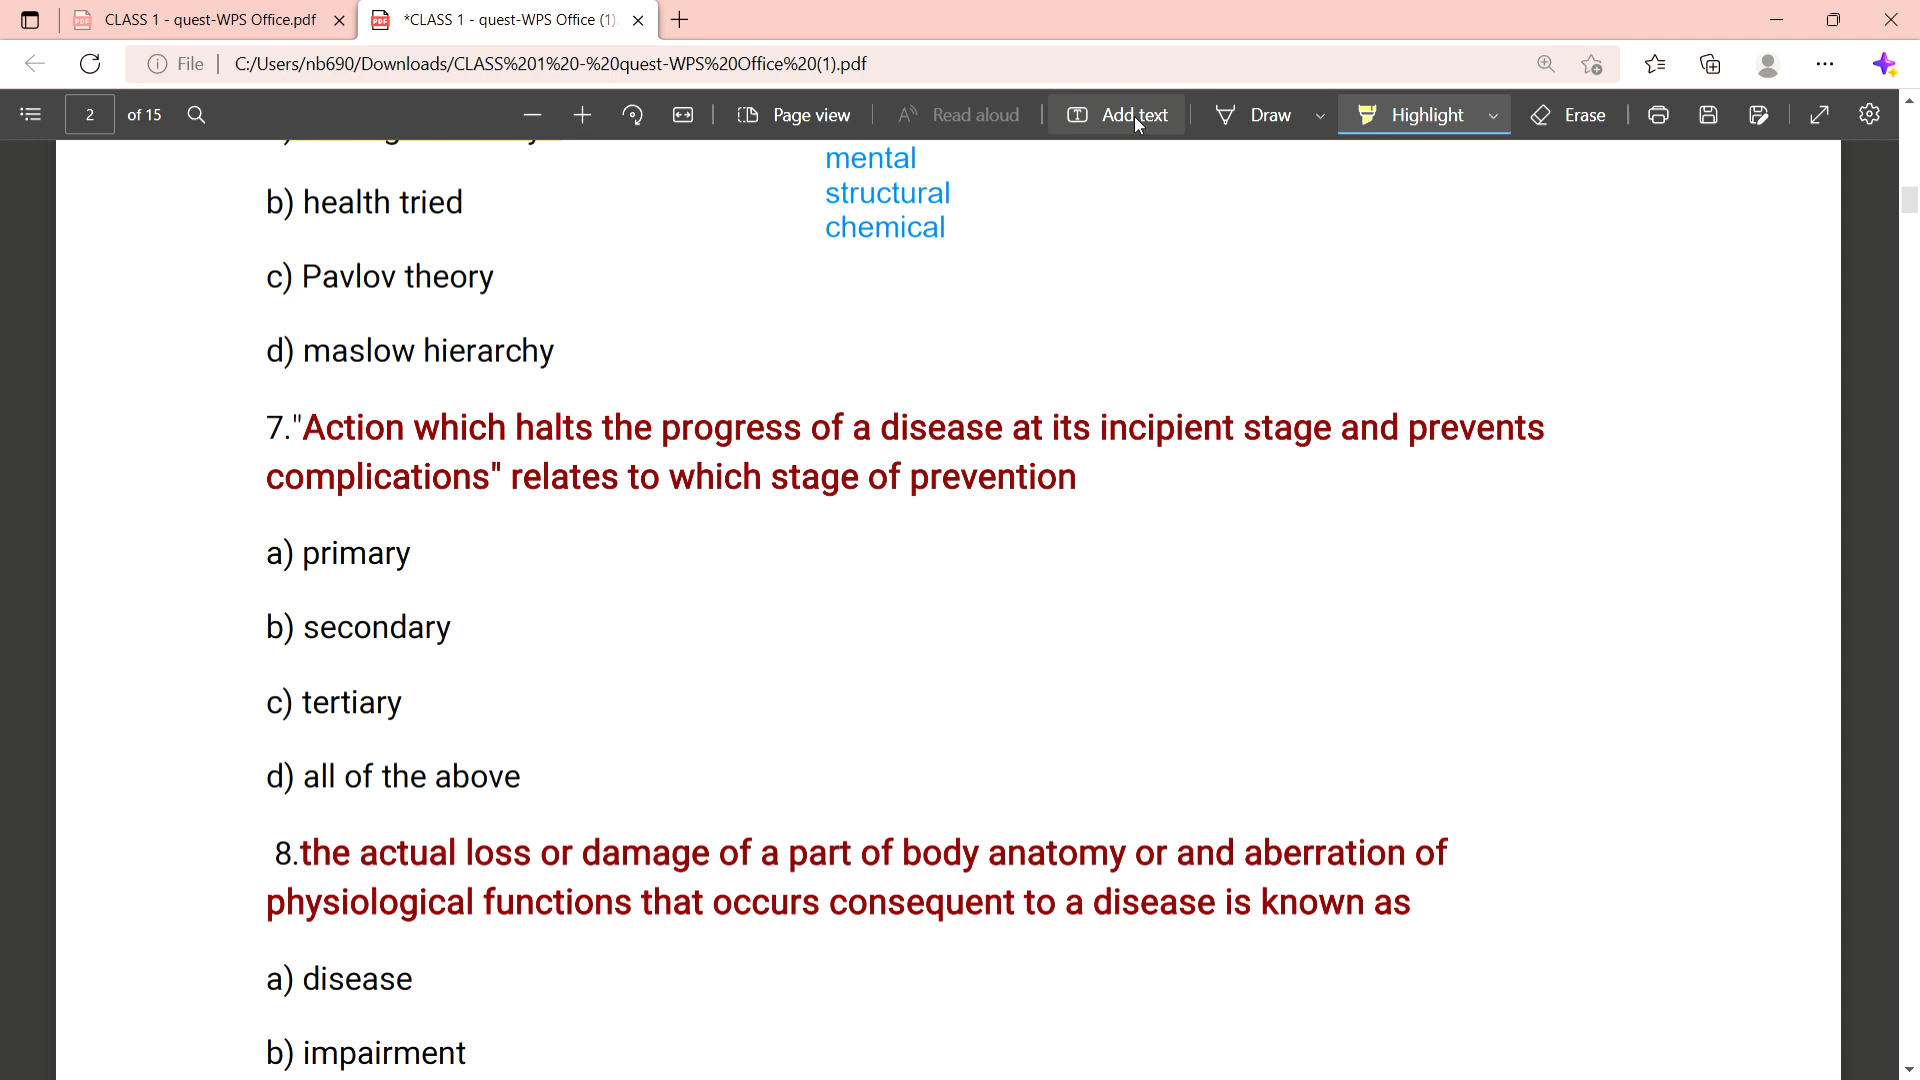 CLASS 1 - quest-WPS Office.pdf
*CLASS 1 - quest-WPS Office (1).
File
C:/Users/nb690/Downloads/CLASS%201%20-%20quest-WPS%20Office%20(1).pdf
2 of 15
Page view
Read aloud
Add text
Draw
Highlight
Erase
mental
b) health tried
structural
chemical
c) Pavlov theory
d) maslow hierarchy
7."Action which halts the progress of a disease at its incipient stage and prevents
complications" relates to which stage of prevention
a) primary
b) secondary
c) tertiary
d) all of the above
8.the actual loss or damage of a part of body anatomy or and aberration of
physiological functions that occurs consequent to a disease is known as
a) disease
b) impairment